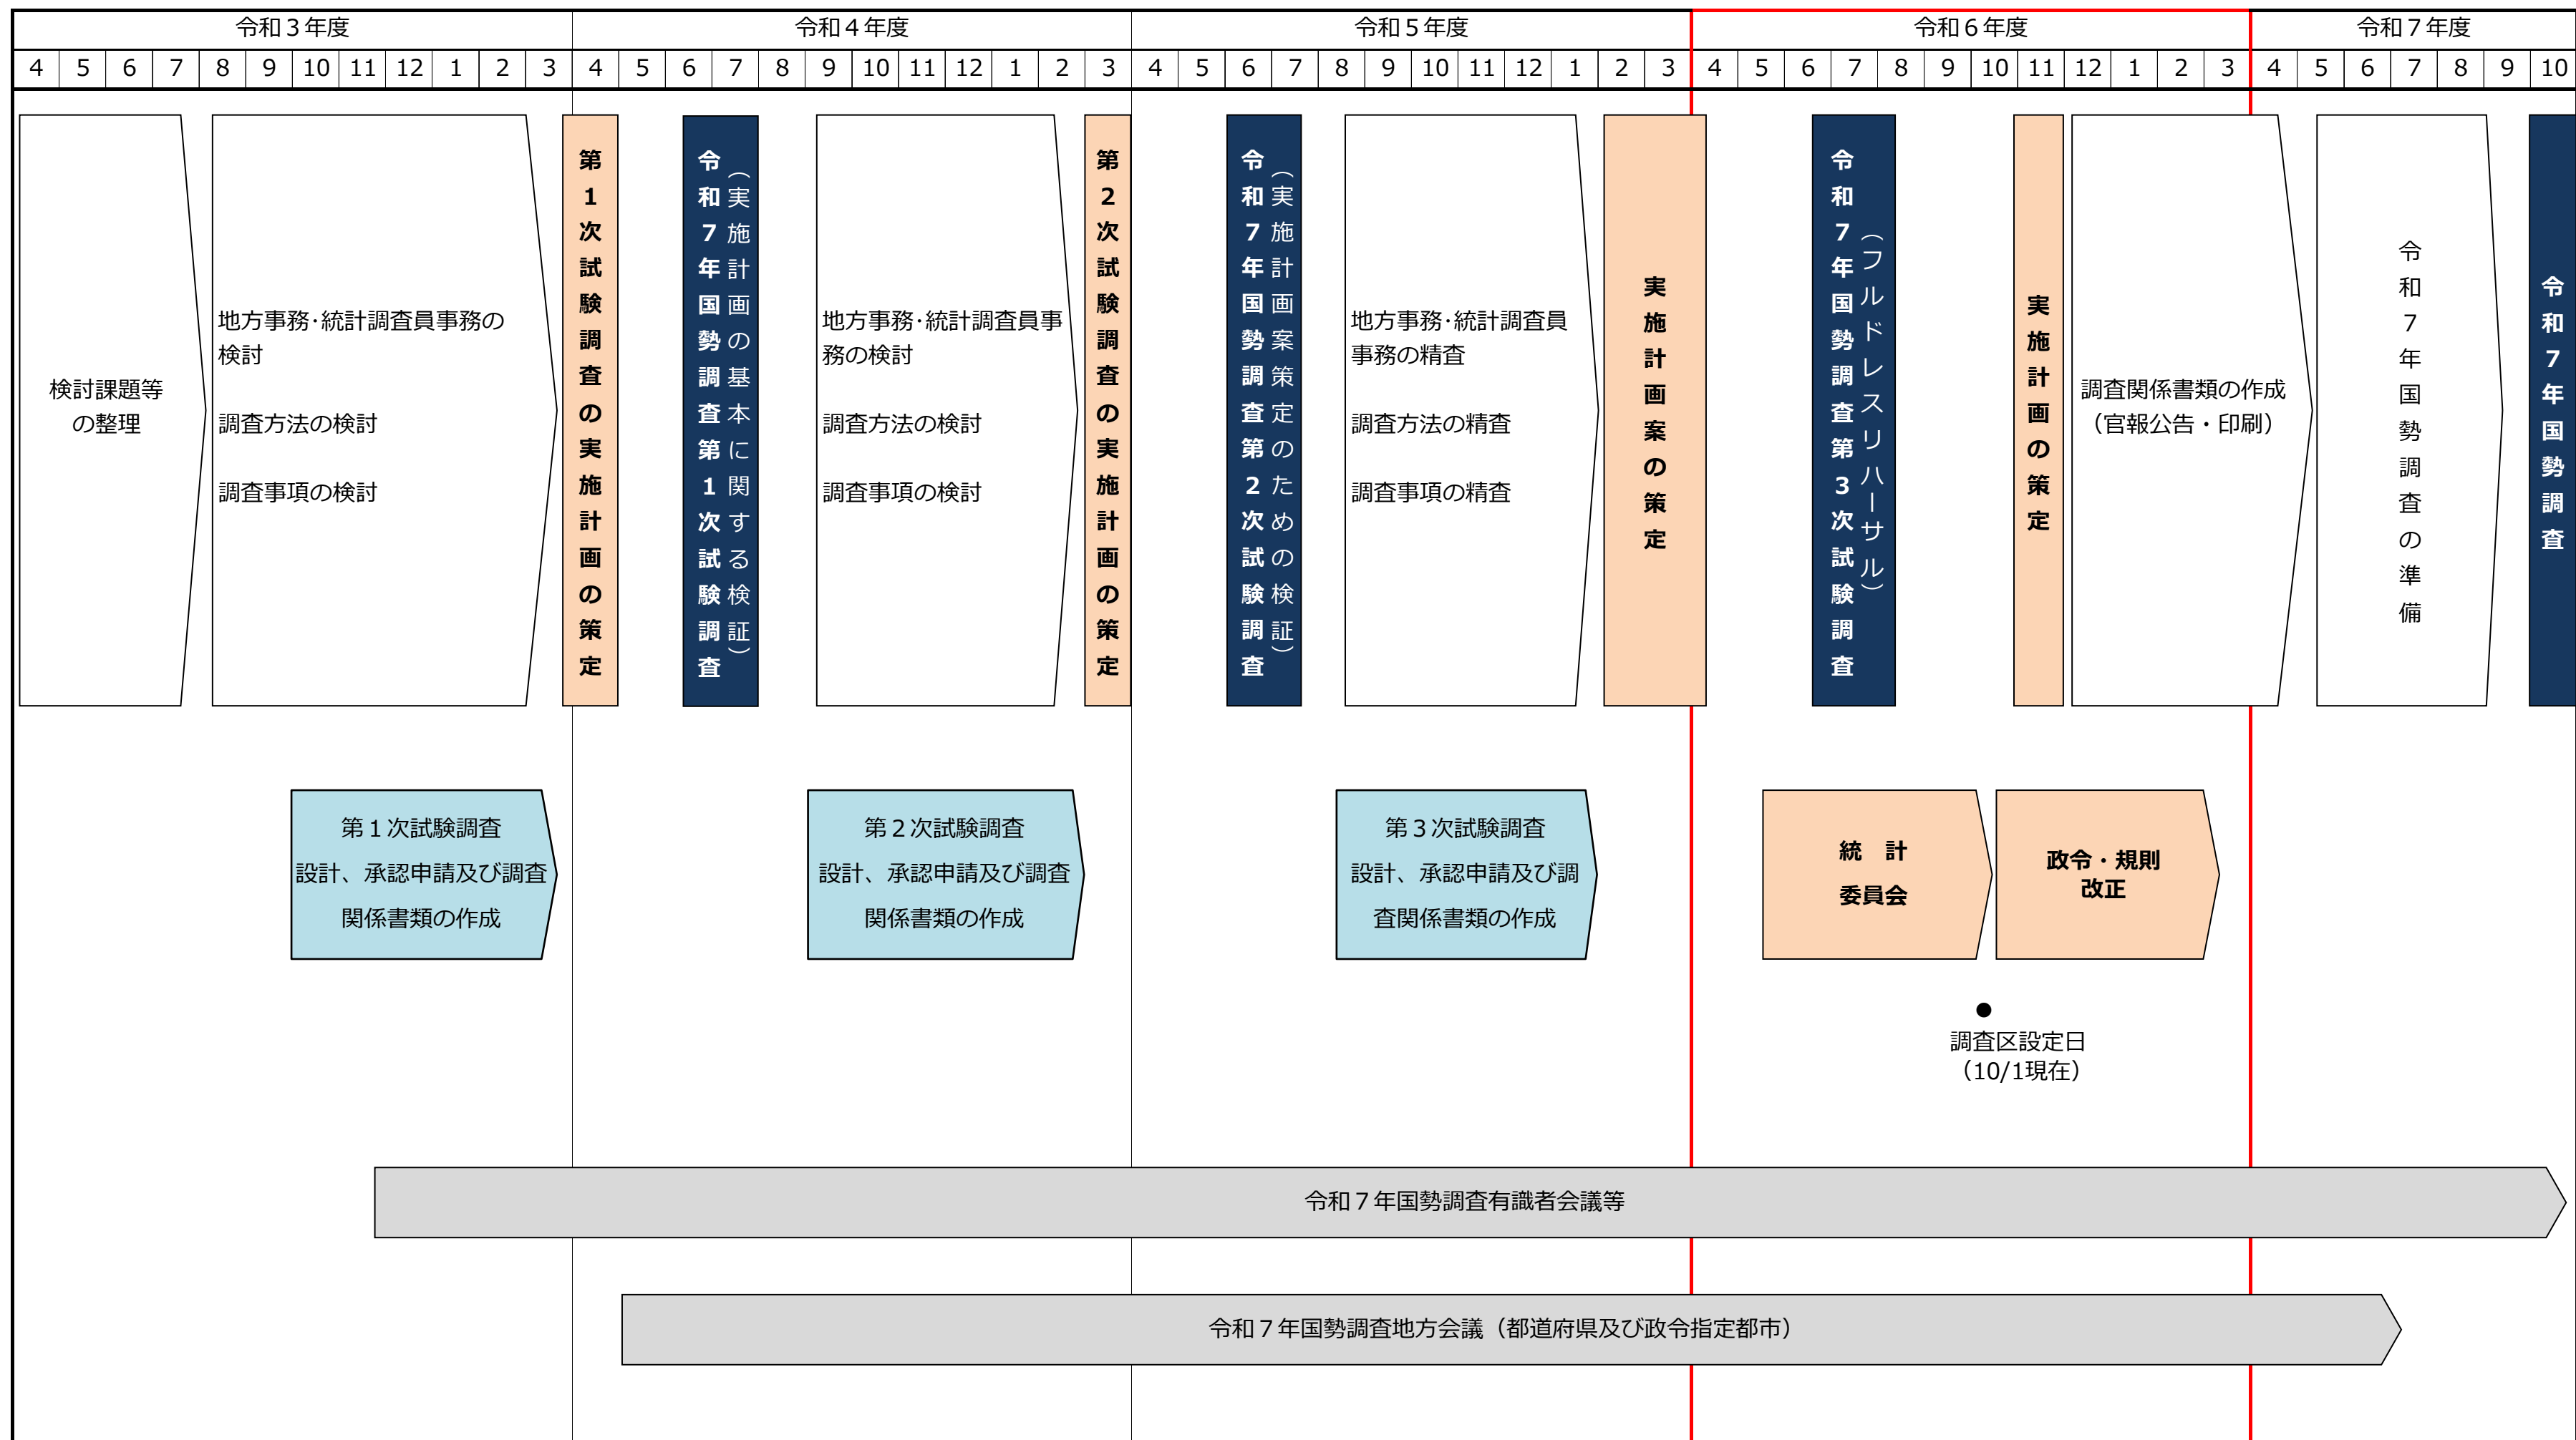 令和３年度
令和４年度
令和５年度
令和６年度
令和７年度
4 5 6 7 8 9 10 11 12 1 2 3 4 5 6 7 8 9 10 11 12 1 2 3 4 5 6 7 8 9 10 11 12 1 2 3 4 5 6 7 8 9 10 11 12 1 2 3 4 5 6 7 8 9 10
検討課題等
の整理
地方事務･統計調査員事務の
検討
調査方法の検討
調査事項の検討
第１次試験調査の実施計画の策定
令和７年国勢調査第１次試験調査
（実施計画の基本に関する検証）
地方事務･統計調査員事
務の検討
調査方法の検討
調査事項の検討
第２次試験調査の実施計画の策定
令和７年国勢調査第２次試験調査
（実施計画案策定のための検証）
地方事務･統計調査員
事務の精査
調査方法の精査
調査事項の精査
実施計画案の策定
令和７年国勢調査第３次試験調査
（フルドレスリハーサル）
実施計画の策定
調査関係書類の作成
（官報公告・印刷）
令和７年国勢調査の準備
令和７年国勢調査
第１次試験調査
設計、承認申請及び調査
関係書類の作成
第２次試験調査
設計、承認申請及び調査
関係書類の作成
第３次試験調査
設計、承認申請及び調
査関係書類の作成
統　計
委員会
政令・規則
改正
●
調査区設定日
（10/1現在）
令和７年国勢調査有識者会議等
令和７年国勢調査地方会議（都道府県及び政令指定都市）